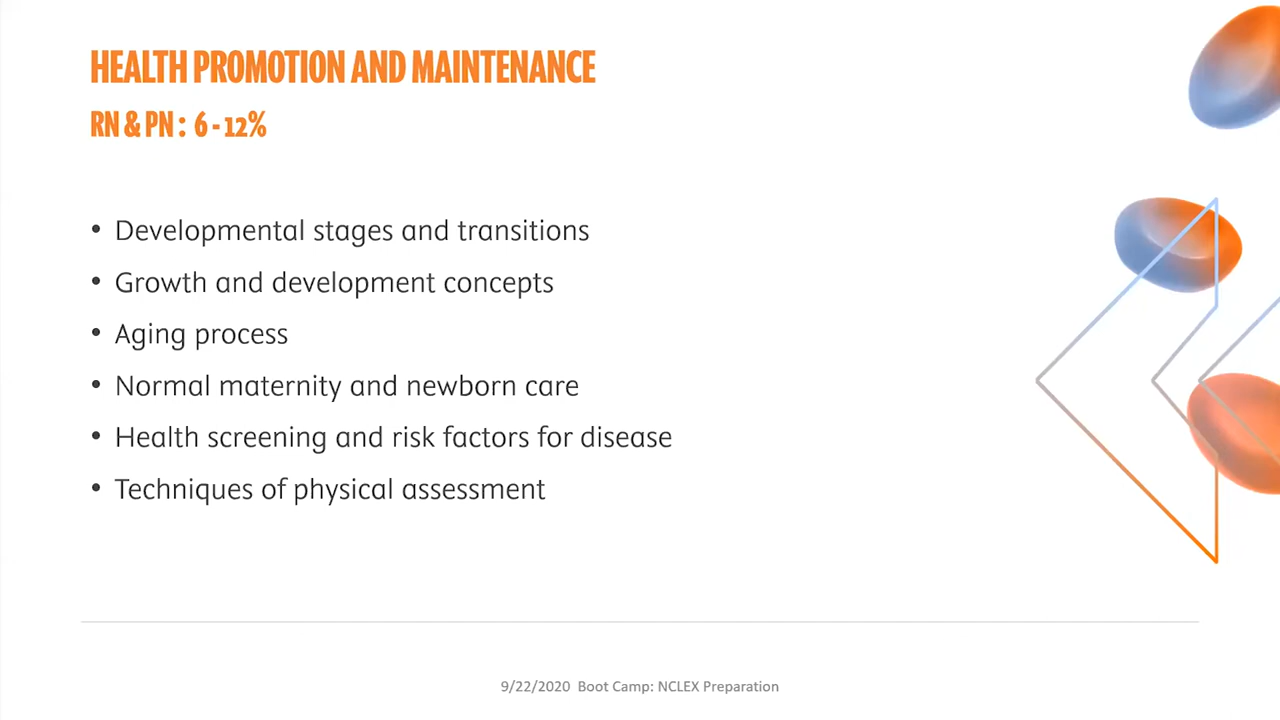 HEALTH PROMOTION AND MAINTENANCE
RN & PN : 6 - 12%
• Developmental stages and transitions
• Growth and development concepts
• Aging process
• Normal maternity and newborn care
• Health screening and risk factors for disease
• Techniques of physical assessment
9/22/2020 Boot Camp: NCLEX Preparation